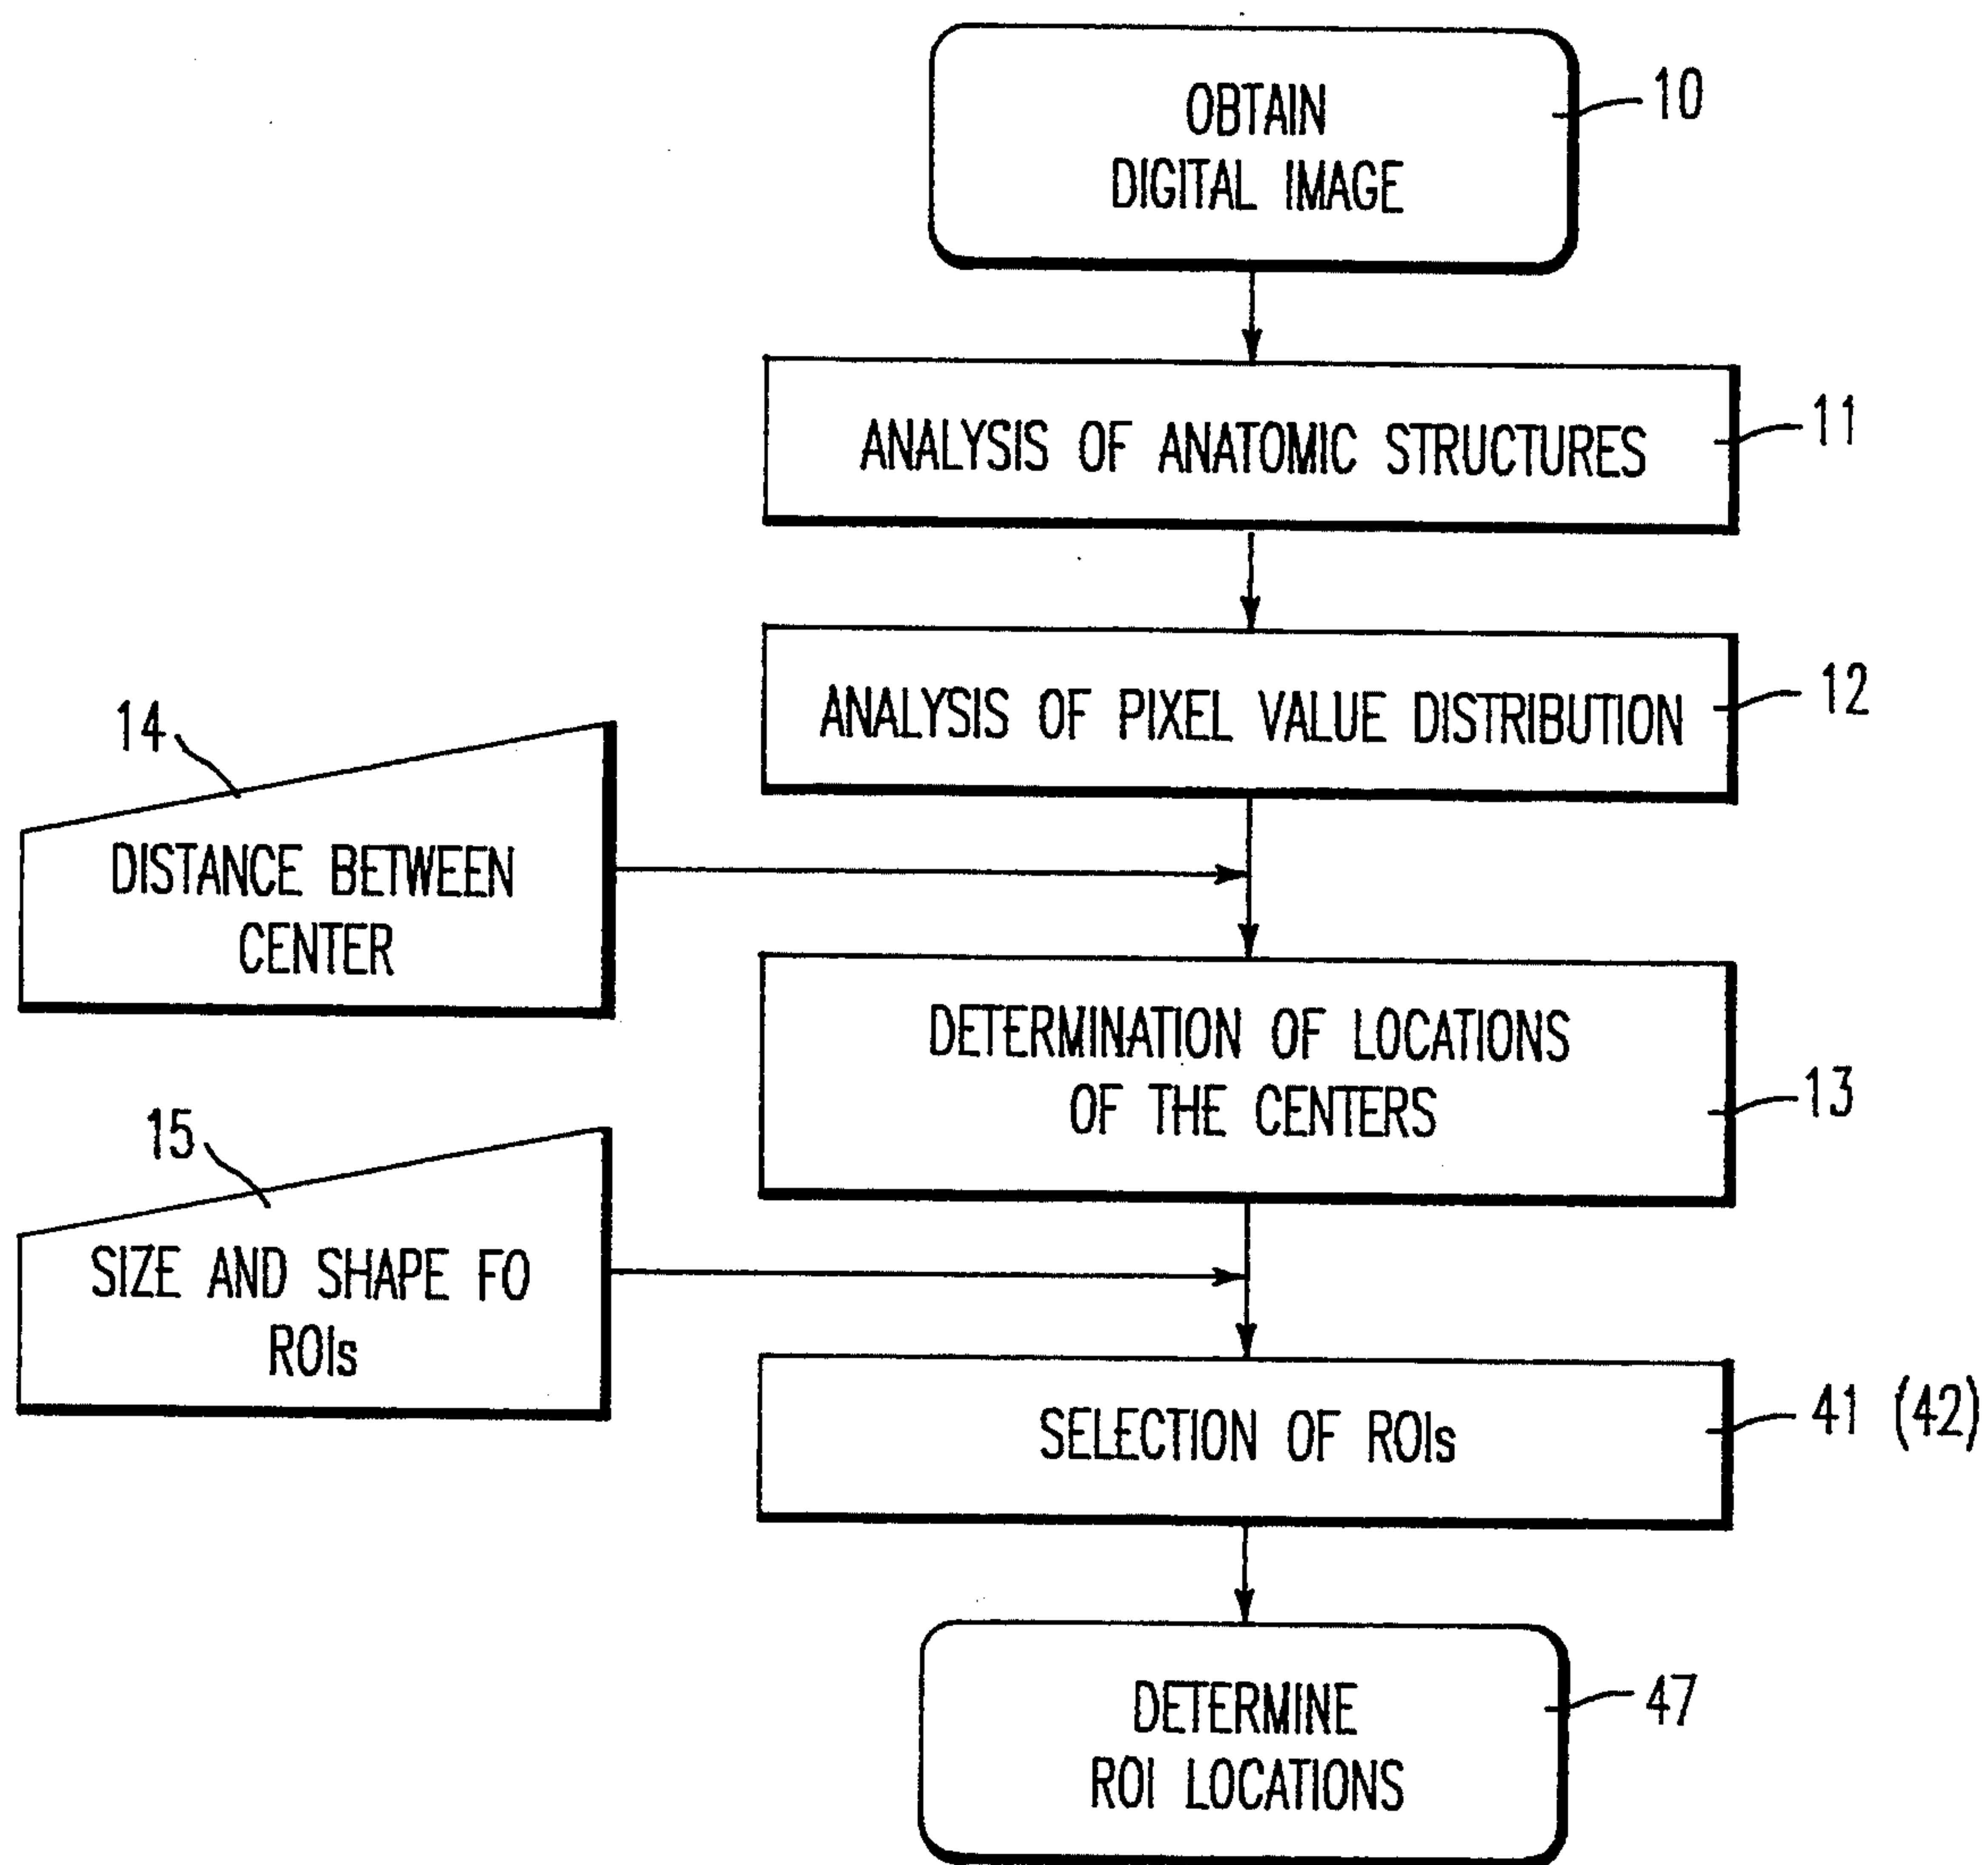 OBTAIN
DIGITAL IMAGE
10
ANALYSIS OF ANATOMIC STRUCTURES
11
ANALYSIS OF PIXEL VALUE DISTRIBUTION
12
14
DISTANCE BETWEEN
CENTER
DETERMINATION OF LOCATIONS
OF THE CENTERS
13
15
SIZE AND SHAPE FO
ROIs
SELECTION OF ROIs
41 (42)
DETERMINE
ROI LOCATIONS
47